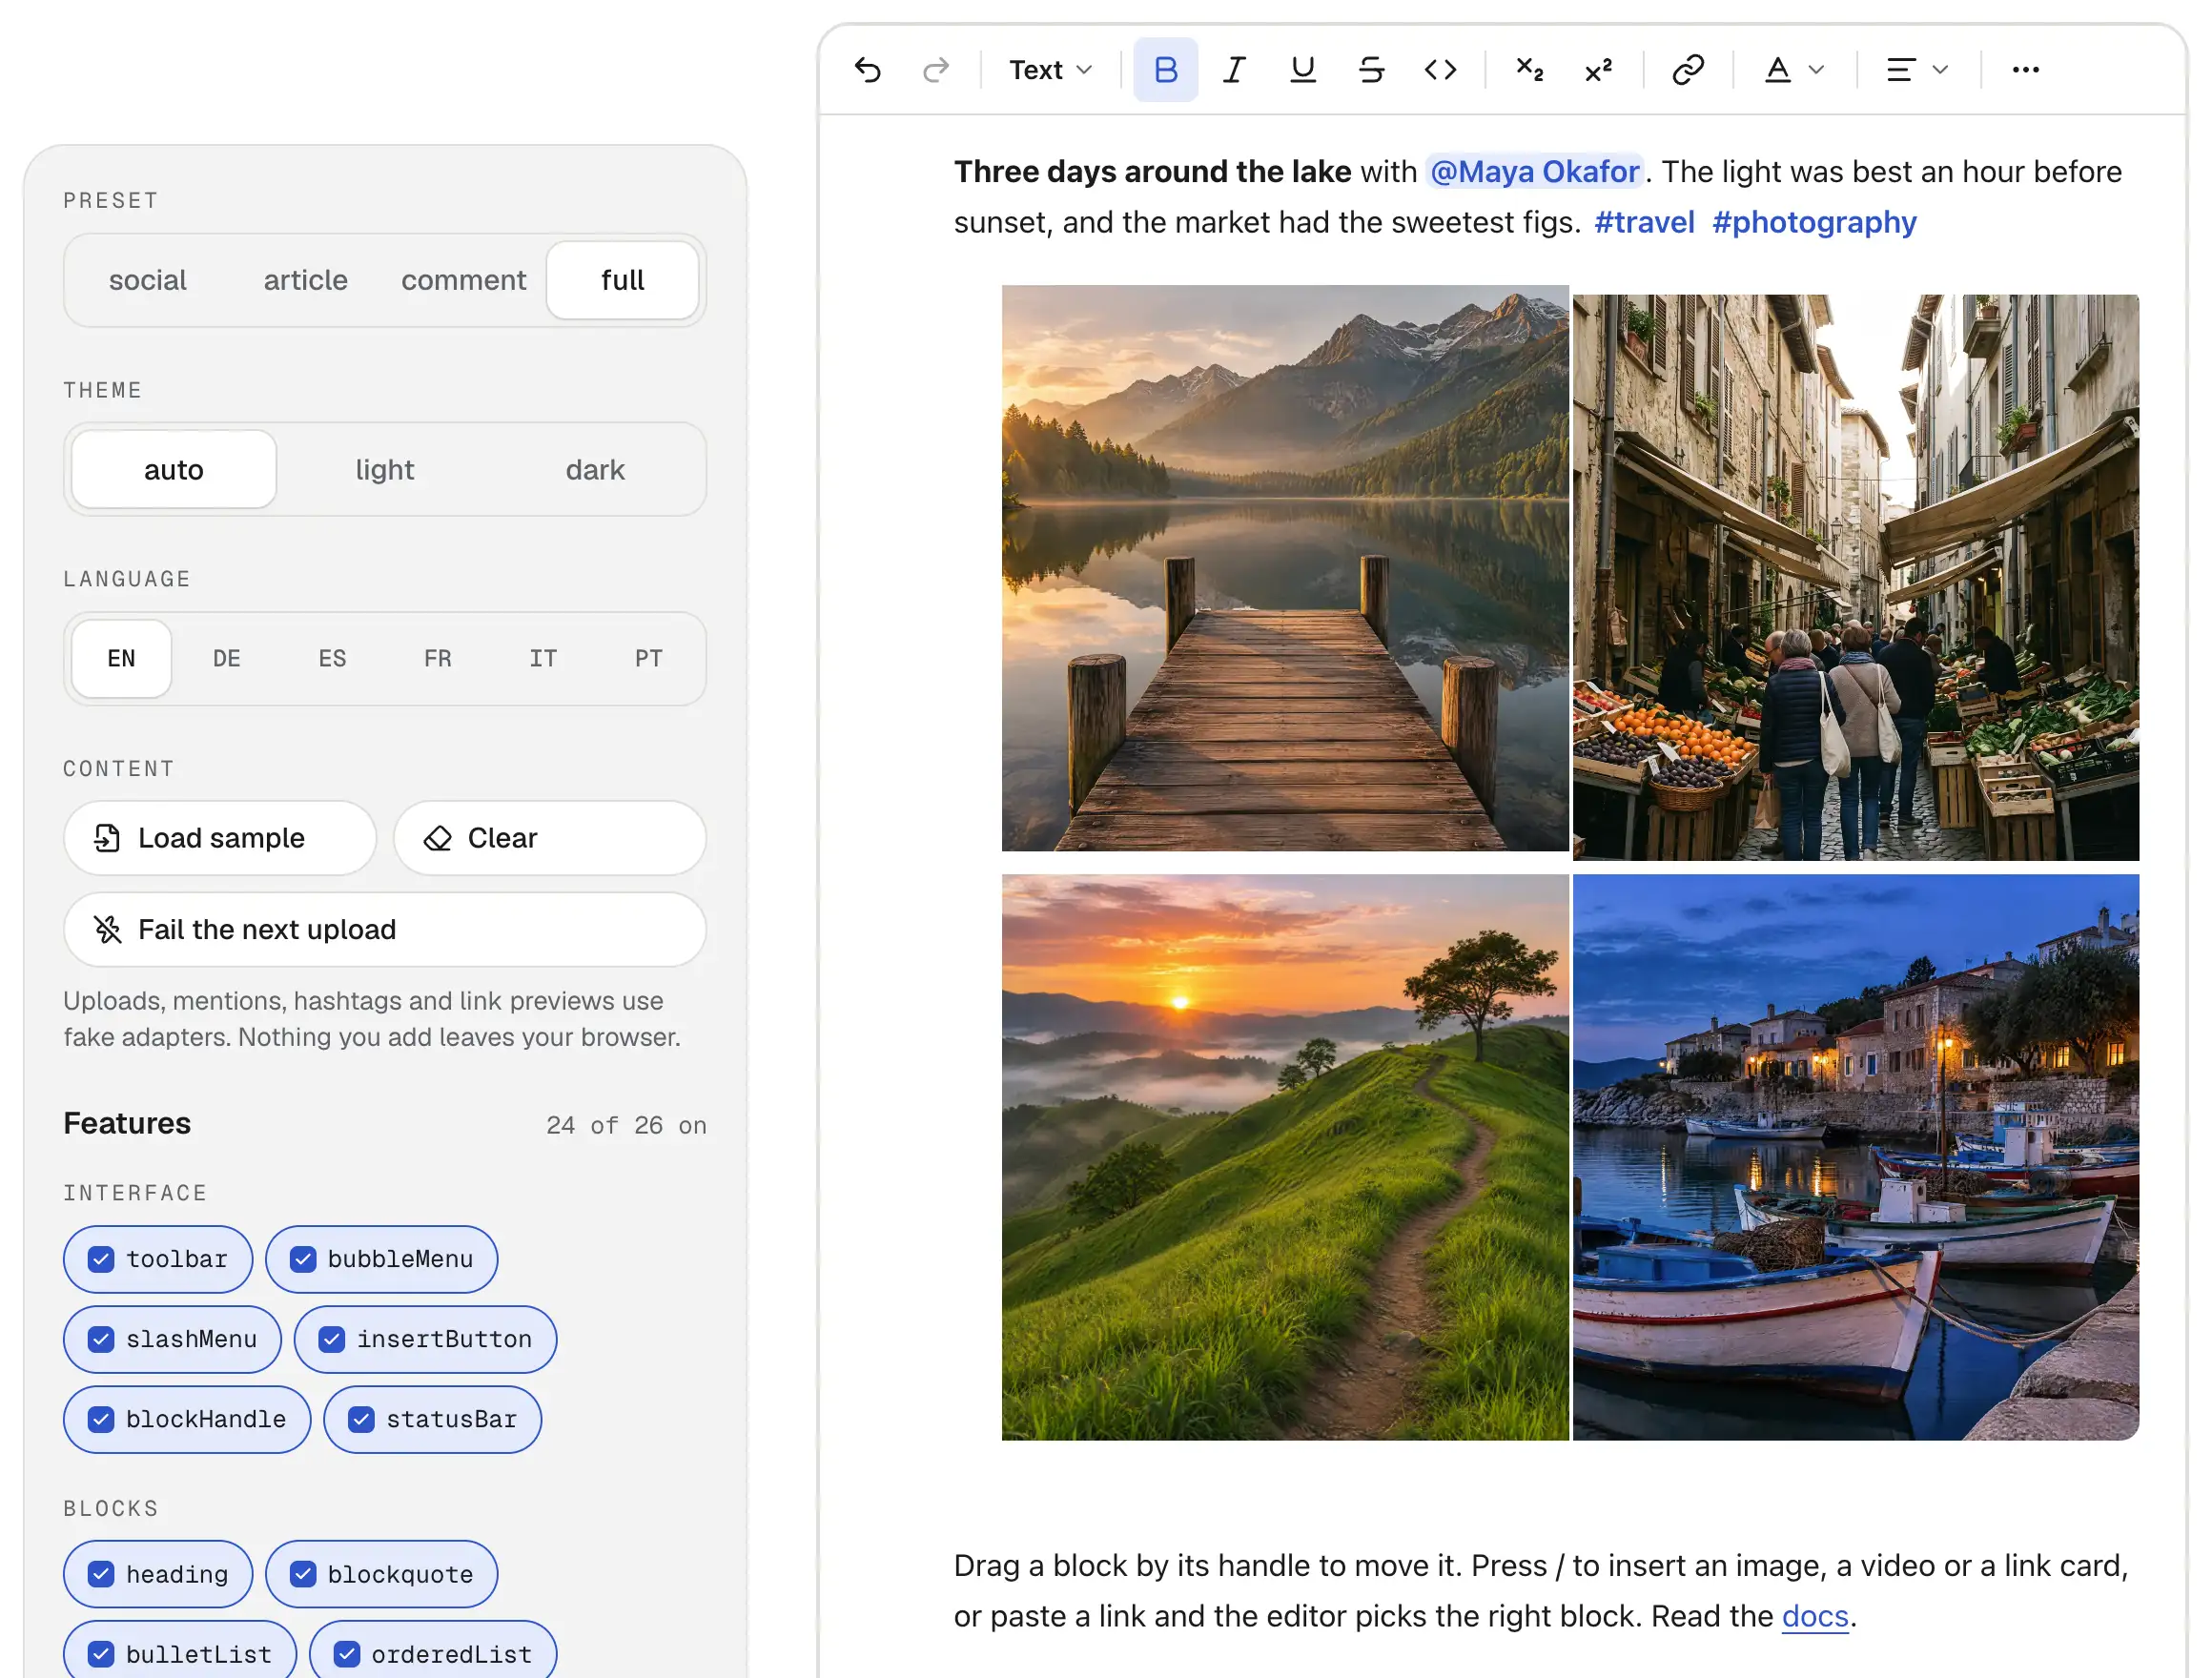 PRESET
social article comment full
THEME
auto light dark
LANGUAGE
EN DE ES FR IT PT
CONTENT
Load sample Clear
Fail the next upload
Uploads, mentions, hashtags and link previews use
fake adapters. Nothing you add leaves your browser.
Features 24 of 26 on
INTERFACE
toolbar bubbleMenu
slashMenu insertButton
blockHandle statusBar
BLOCKS
heading blockquote
bulletList orderedList
Text B I U S <> x₂ x² A
Three days around the lake with @Maya Okafor. The light was best an hour before
sunset, and the market had the sweetest figs. #travel #photography
Drag a block by its handle to move it. Press / to insert an image, a video or a link card,
or paste a link and the editor picks the right block. Read the docs.